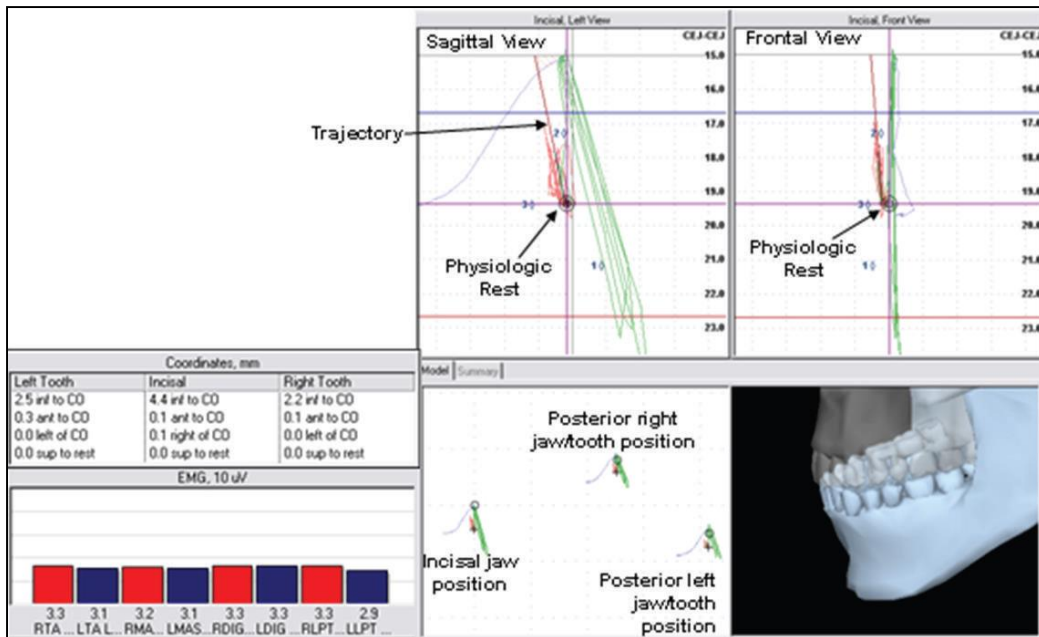 Incisal, Left View
Sagittal View
CEJ-CEJ
15.0
16.0
17.0
18.0
19.0
20.0
21.0
22.0
23.0
2 ()
3 ()
1 ()
Trajectory
Physiologic
Rest
Incisal, Front View
Frontal View
CEJ-CEJ
15.0
16.0
17.0
18.0
19.0
20.0
21.0
22.0
23.0
2 ()
3 ()
1 ()
Physiologic
Rest
Coordinates, mm
Left Tooth Incisal Right Tooth
2.5 inf to CO 4.4 inf to CO 2.2 inf to CO
0.3 ant to CO 0.1 ant to CO 0.1 ant to CO
0.0 left of CO 0.1 right of CO 0.0 left of CO
0.0 sup to rest 0.0 sup to rest 0.0 sup to rest
EMG, 10 uV
3.3 3.1 3.2 3.1 3.3 3.3 3.3 2.9
RTA ... LTA L... RMA... LMAS... RDIG... LDIG ... RLPT ... LLPT ...
Model Summary
Posterior right
jaw/tooth position
Incisal jaw
position
Posterior left
jaw/tooth
position